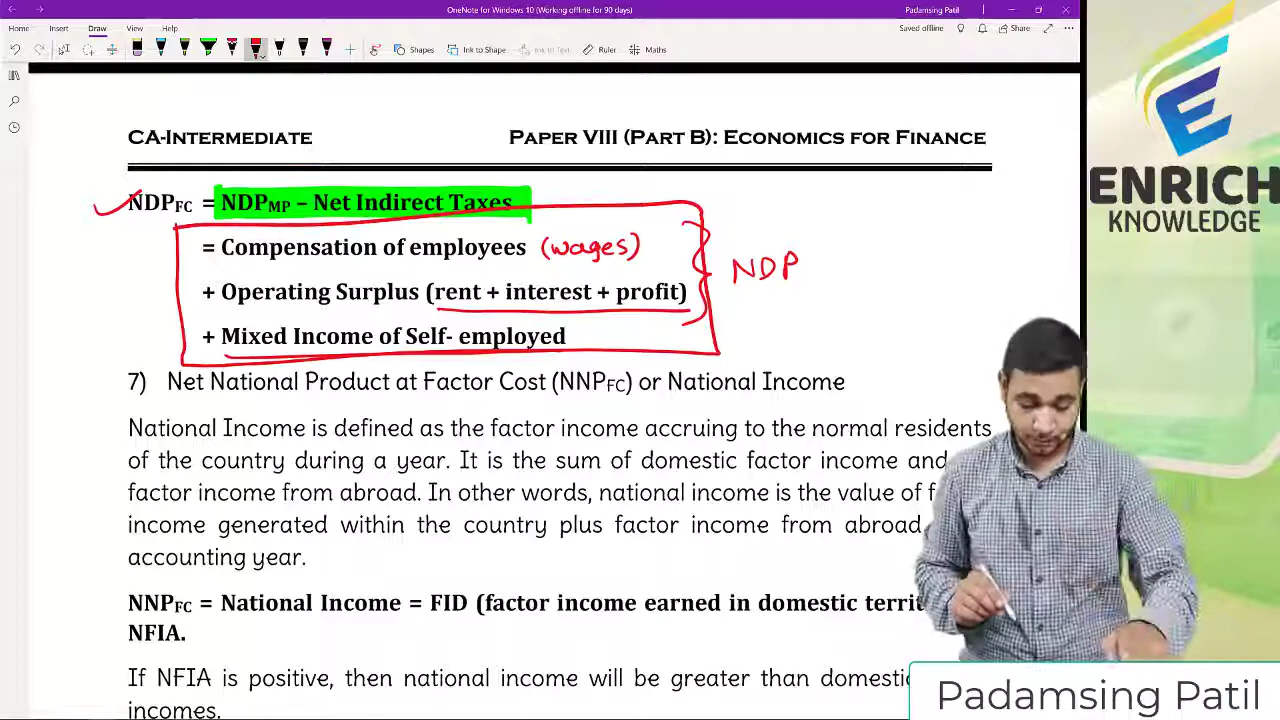 OneNote for Windows 10 (Working offline for 90 days)
Padamsing Patil
Home Insert Draw View Help
Saved offline
Share
Shapes Ink to Shape Ink to Text Ruler Maths
CA-INTERMEDIATE PAPER VIII (PART B): ECONOMICS FOR FINANCE
NDPFC = NDPMP – Net Indirect Taxes
= Compensation of employees (wages)
+ Operating Surplus (rent + interest + profit)
NDP
+ Mixed Income of Self- employed
7) Net National Product at Factor Cost (NNPFC) or National Income
National Income is defined as the factor income accruing to the normal residents
of the country during a year. It is the sum of domestic factor income and
factor income from abroad. In other words, national income is the value of
income generated within the country plus factor income from abroad
accounting year.
NNPFC = National Income = FID (factor income earned in domestic
NFIA.
If NFIA is positive, then national income will be greater than
incomes.
ENRICH
KNOWLEDGE
Padamsing Patil